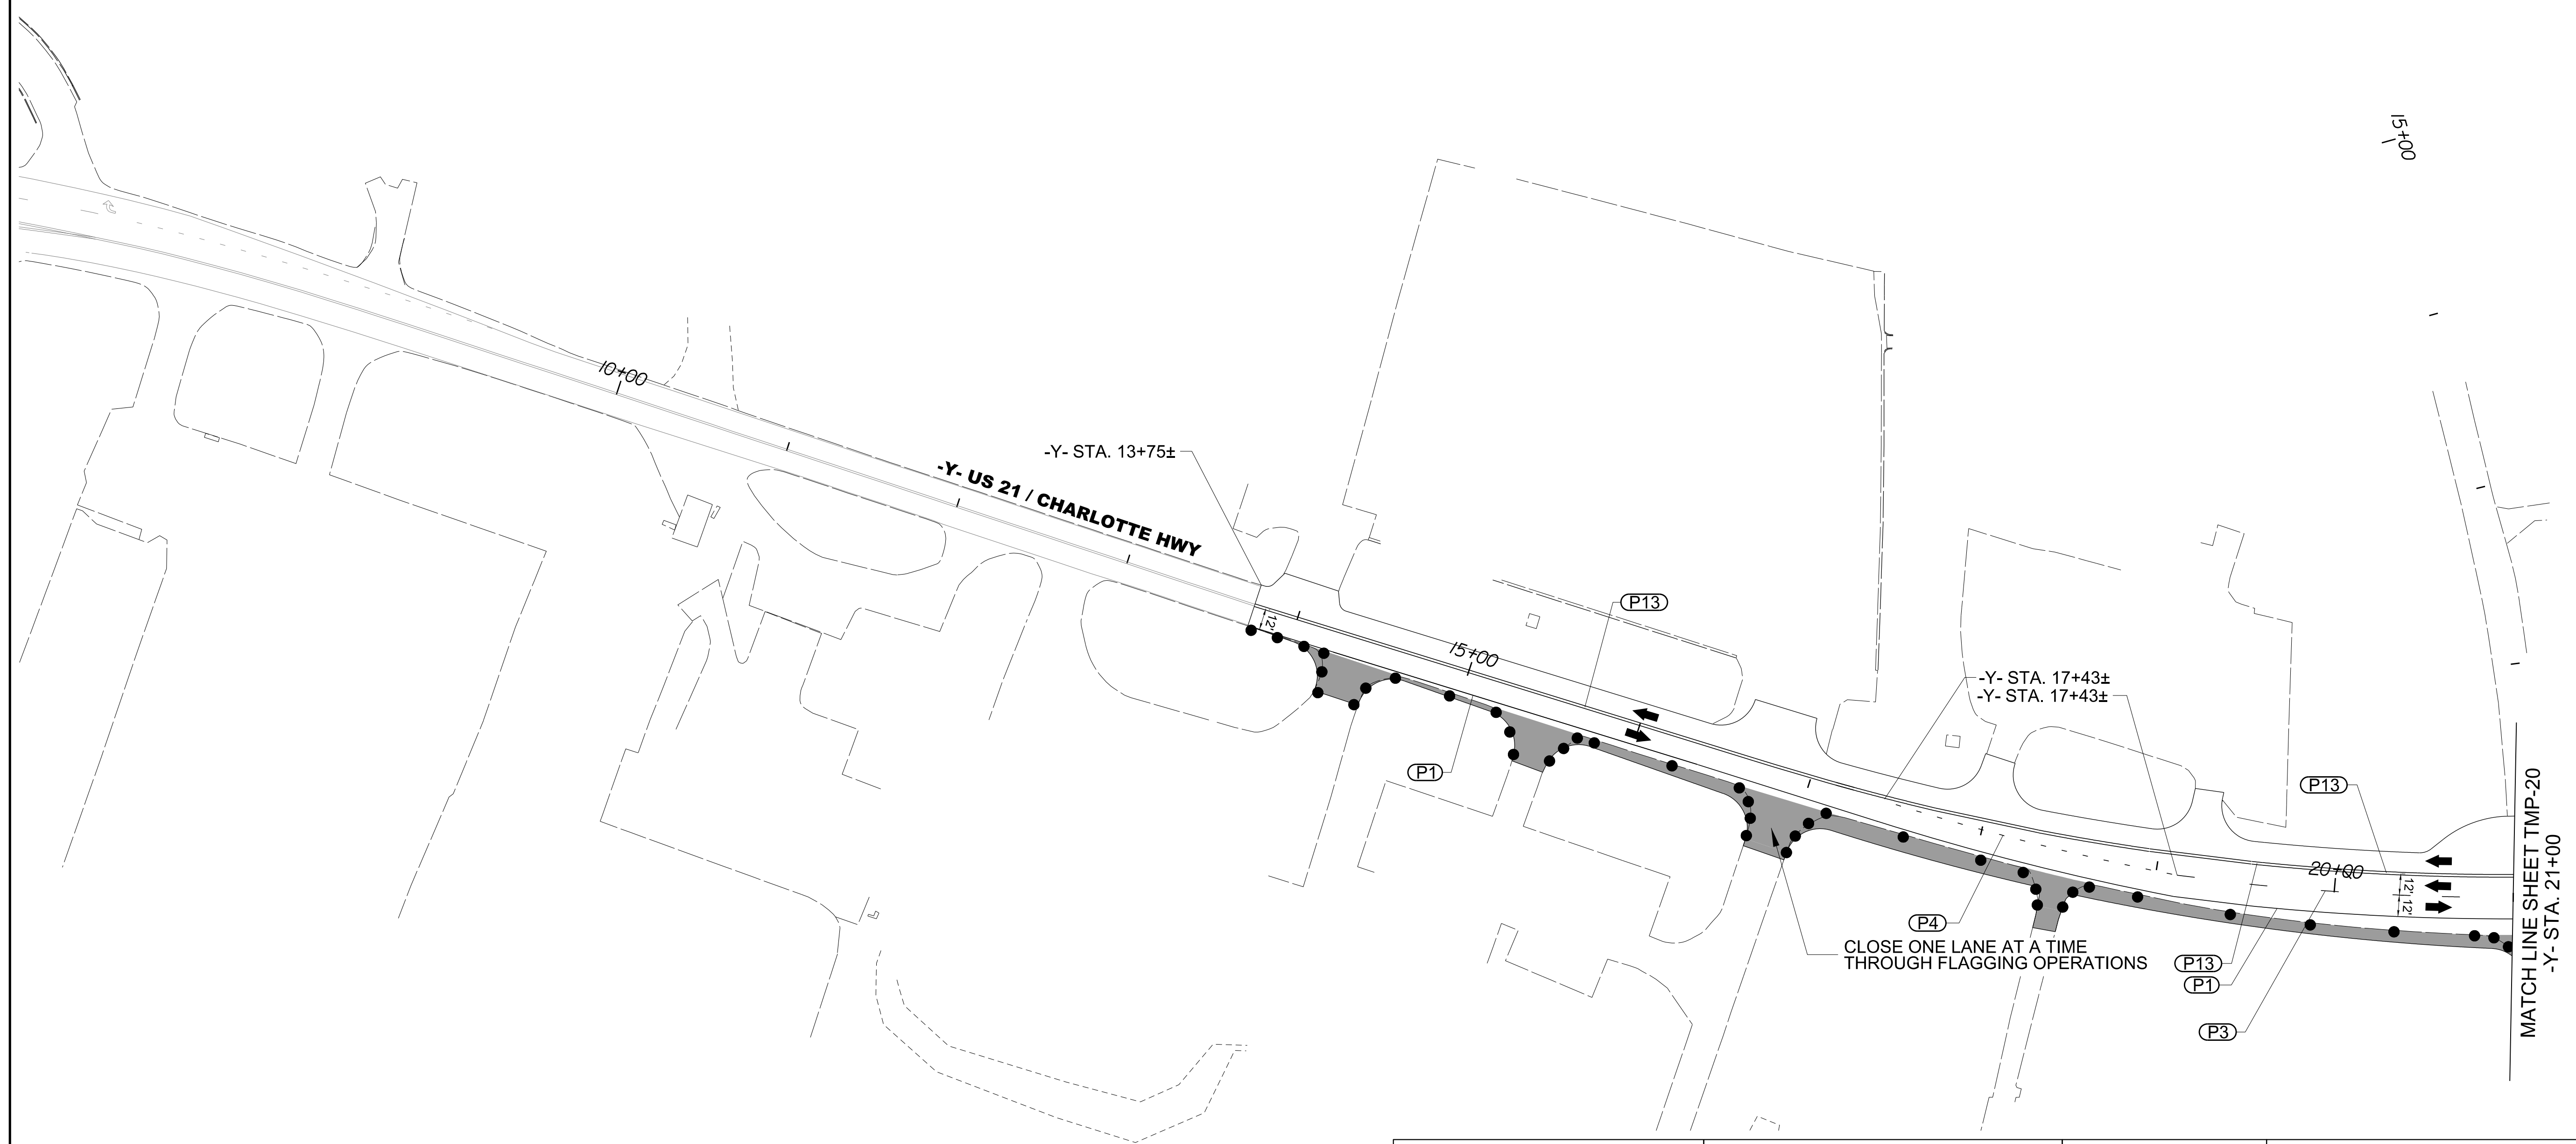 15+00
10+00
-Y- STA. 13+75±
-Y- US 21 / CHARLOTTE HWY
12'
P13
15+00
-Y- STA. 17+43±
-Y- STA. 17+43±
P1
P13
20+00
12'
12'
P4
CLOSE ONE LANE AT A TIME
THROUGH FLAGGING OPERATIONS
P13
P1
P3
MATCH LINE SHEET TMP-20
-Y- STA. 21+00